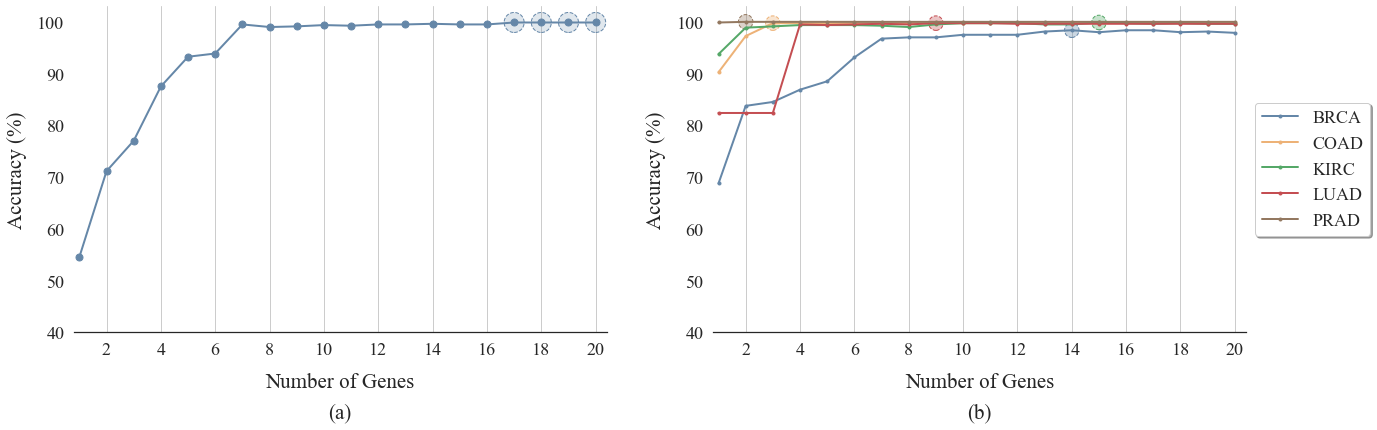 Accuracy (%)
100
90
80
70
60
50
40
2 4 6 8 10 12 14 16 18 20
Number of Genes
(a)
Accuracy (%)
100
90
80
70
60
50
40
2 4 6 8 10 12 14 16 18 20
Number of Genes
(b)
BRCA
COAD
KIRC
LUAD
PRAD